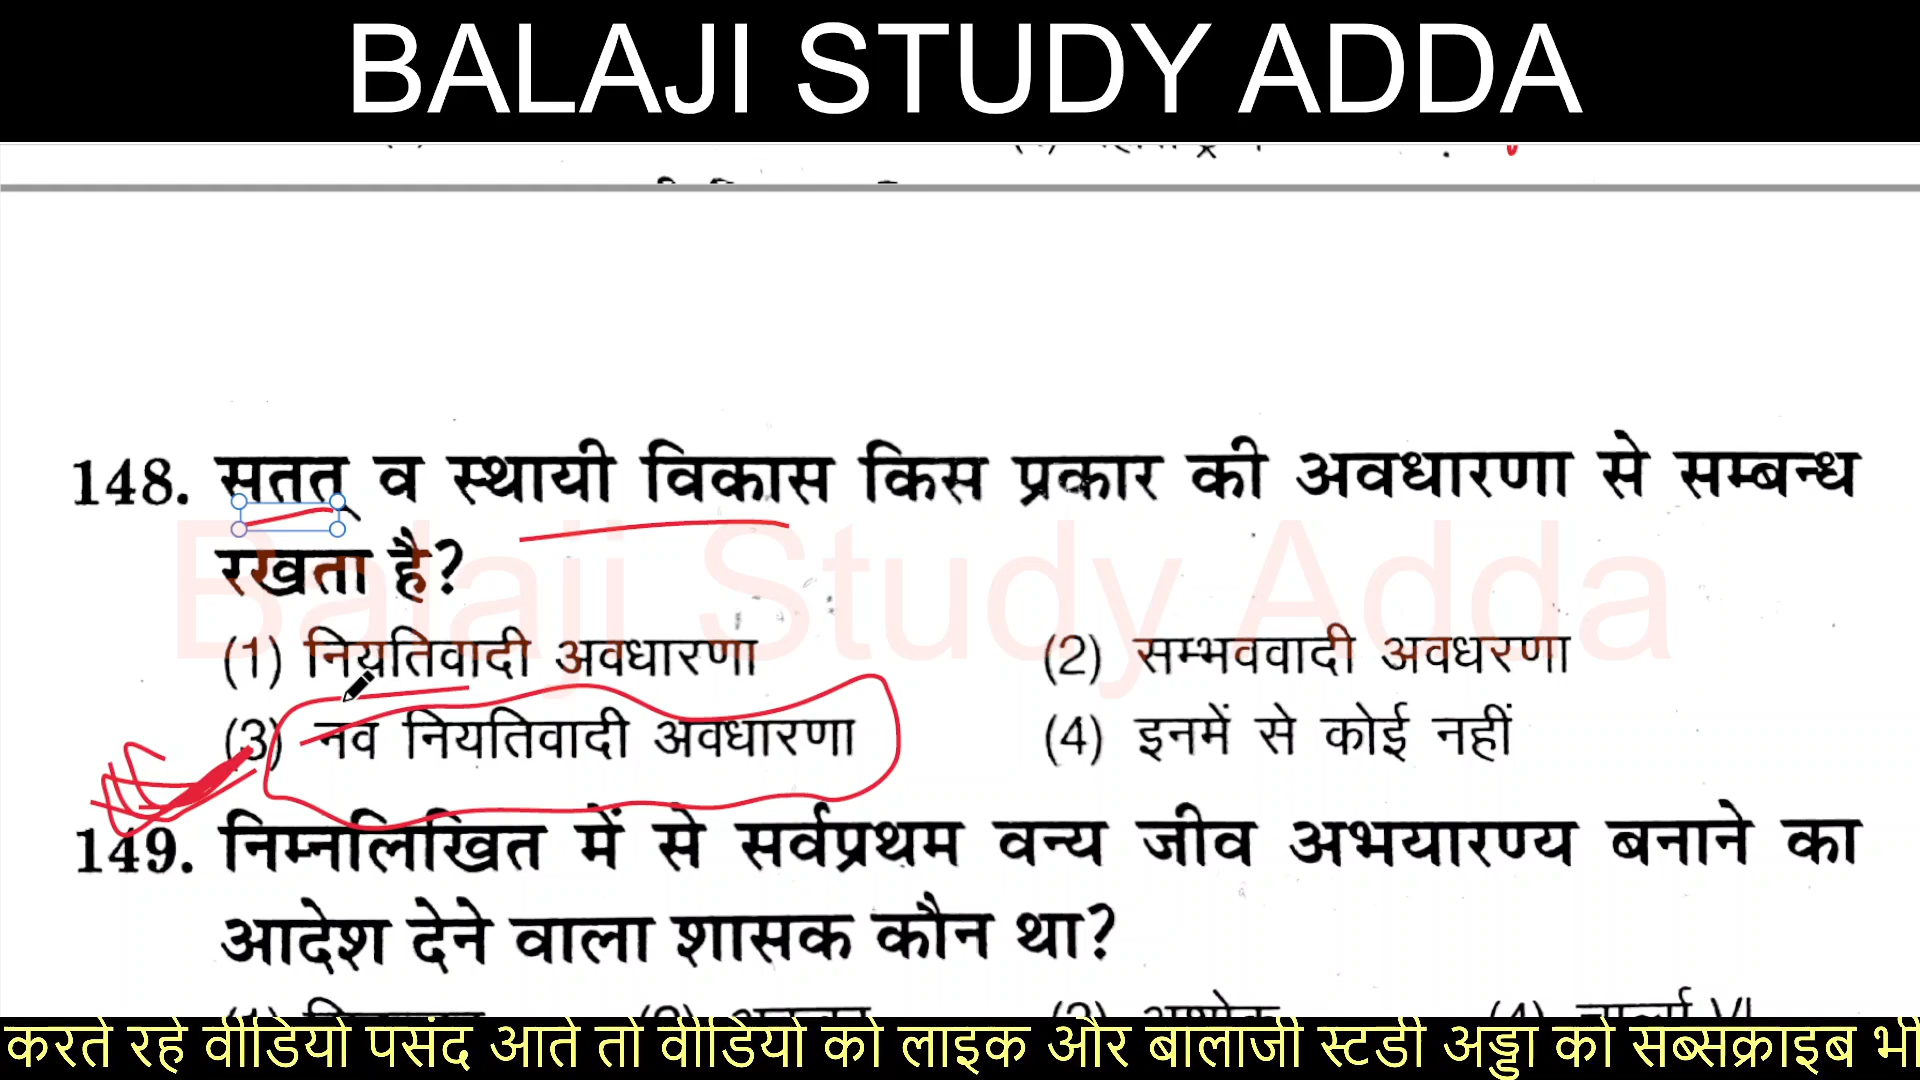 BALAJI STUDY ADDA
148. सतत् व स्थायी विकास किस प्रकार की अवधारणा से सम्बन्ध
रखता है?
Balaji Study Adda
(1) नियतिवादी अवधारणा (2) सम्भववादी अवधरणा
(3) नव नियतिवादी अवधारणा (4) इनमें से कोई नहीं
149. निम्नलिखित में से सर्वप्रथम वन्य जीव अभयारण्य बनाने का
आदेश देने वाला शासक कौन था?
करते रहे वीडियो पसंद आते तो वीडियो को लाइक और बालाजी स्टडी अड्डा को सब्सक्राइब भी